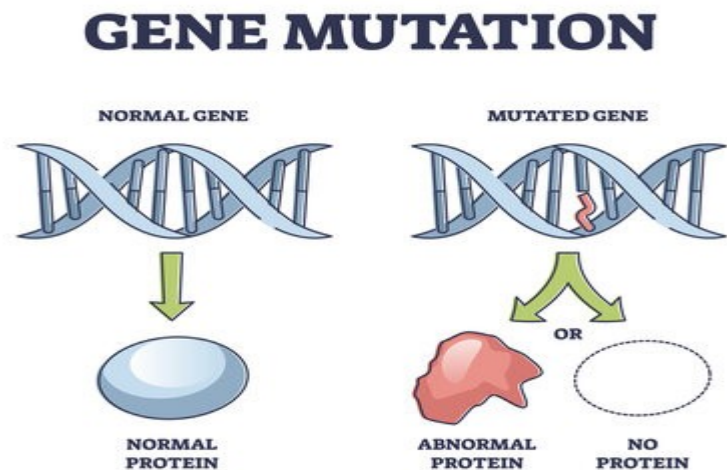 GENE MUTATION
NORMAL GENE
MUTATED GENE
OR
NORMAL
PROTEIN
ABNORMAL
PROTEIN
NO
PROTEIN